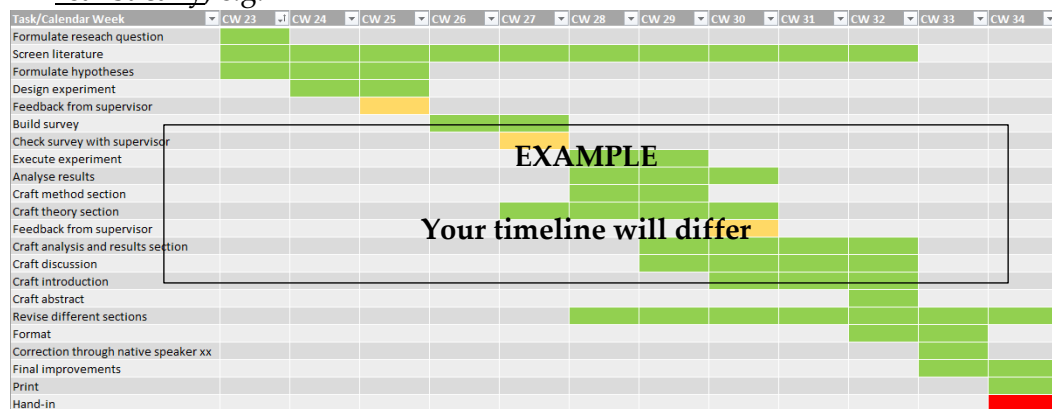 Task/Calendar Week CW 23 CW 24 CW 25 CW 26 CW 27 CW 28 CW 29 CW 30 CW 31 CW 32 CW 33 CW 34
Formulate reseach question
Screen literature
Formulate hypotheses
Design experiment
Feedback from supervisor
Build survey
Check survey with supervisor
Execute experiment
EXAMPLE
Analyse results
Craft method section
Craft theory section
Feedback from supervisor
Your timeline will differ
Craft analysis and results section
Craft discussion
Craft introduction
Craft abstract
Revise different sections
Format
Correction through native speaker xx
Final improvements
Print
Hand-in